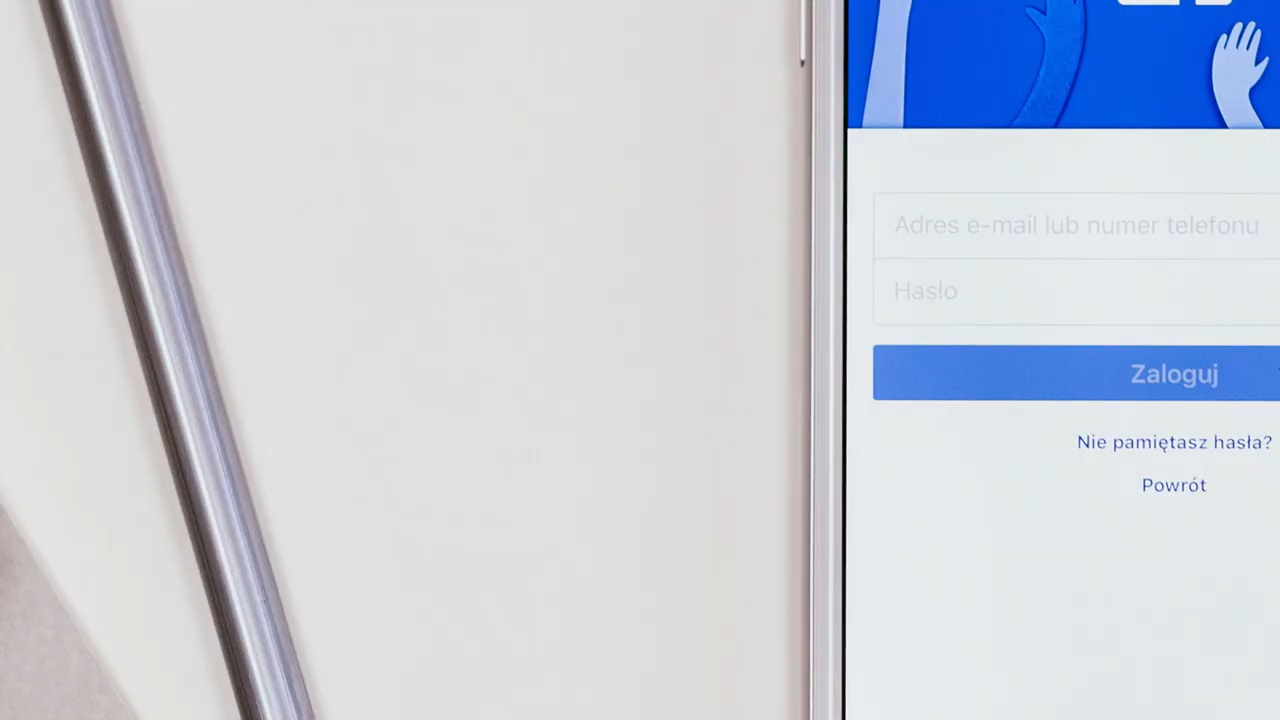 Adres e-mail lub numer telefonu
Hasło
Zaloguj
Nie pamiętasz hasła?
Powrót